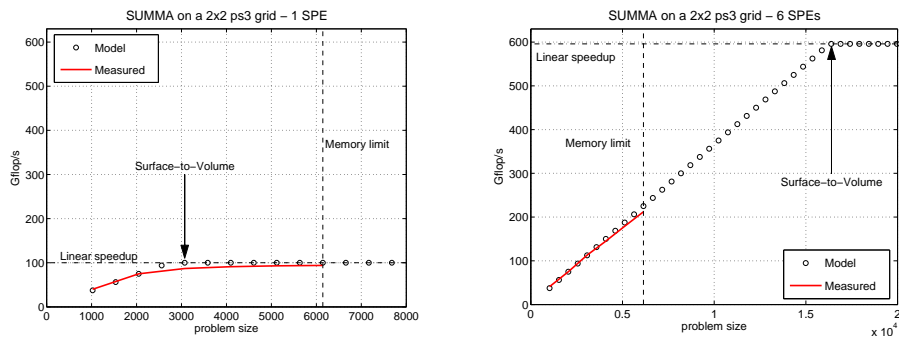 SUMMA on a 2x2 ps3 grid – 1 SPE
600
500
400
300
200
100
0
Gflop/s
Model
Measured
Surface–to–Volume
Memory limit
Linear speedup
0
1000
2000
3000
4000
5000
6000
7000
8000
problem size
SUMMA on a 2x2 ps3 grid – 6 SPEs
600
500
400
300
200
100
0
Gflop/s
Linear speedup
Memory limit
Surface–to–Volume
Model
Measured
0
0.5
1
1.5
2
x 10^4
problem size